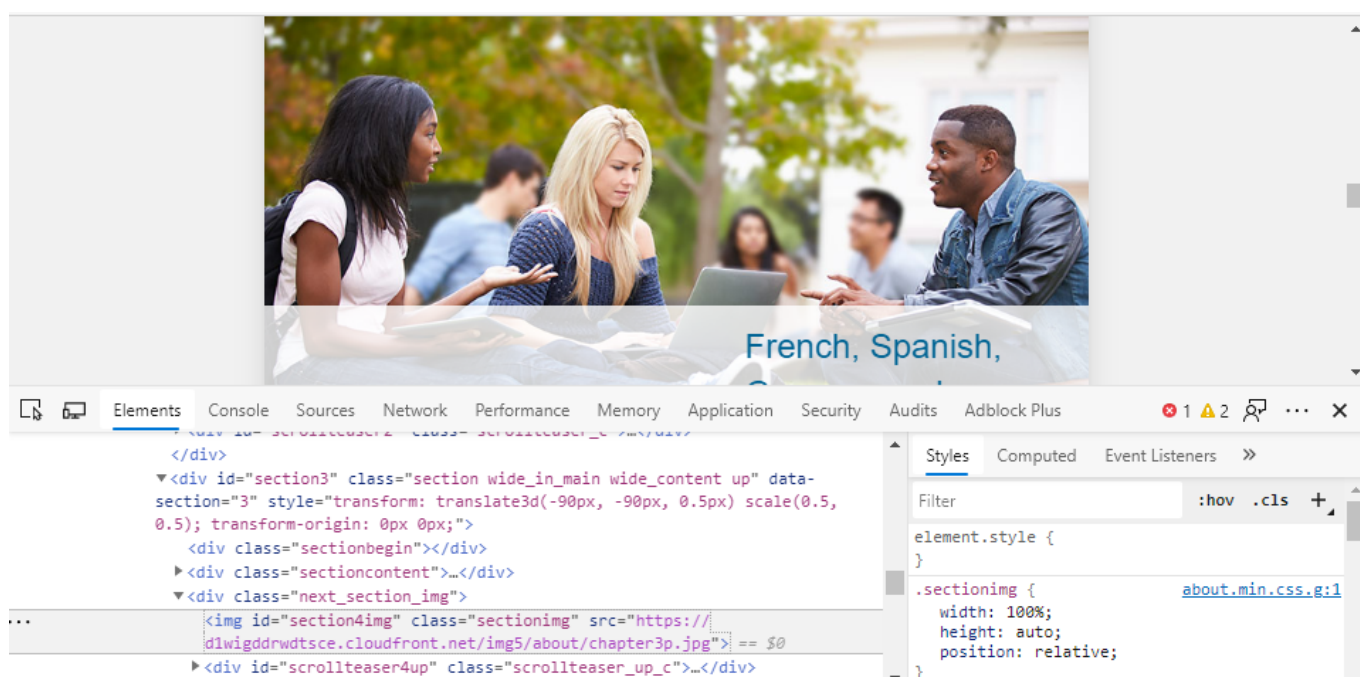 French, Spanish,
Elements Console Sources Network Performance Memory Application Security Audits Adblock Plus 1 2
</div>
<div id="section3" class="section wide_in_main wide_content up" data-
section="3" style="transform: translate3d(-90px, -90px, 0.5px) scale(0.5,
0.5); transform-origin: 0px 0px;">
<div class="sectionbegin"></div>
<div class="sectioncontent">…</div>
<div class="next_section_img">
<img id="section4img" class="sectionimg" src="https://
d1wigddrwdtsce.cloudfront.net/img5/about/chapter3p.jpg"> == $0
<div id="scrollteaser4up" class="scrollteaser_up_c">…</div>
Styles Computed Event Listeners
Filter :hov .cls +
element.style {
}
.sectionimg { about.min.css.g:1
width: 100%;
height: auto;
position: relative;
}